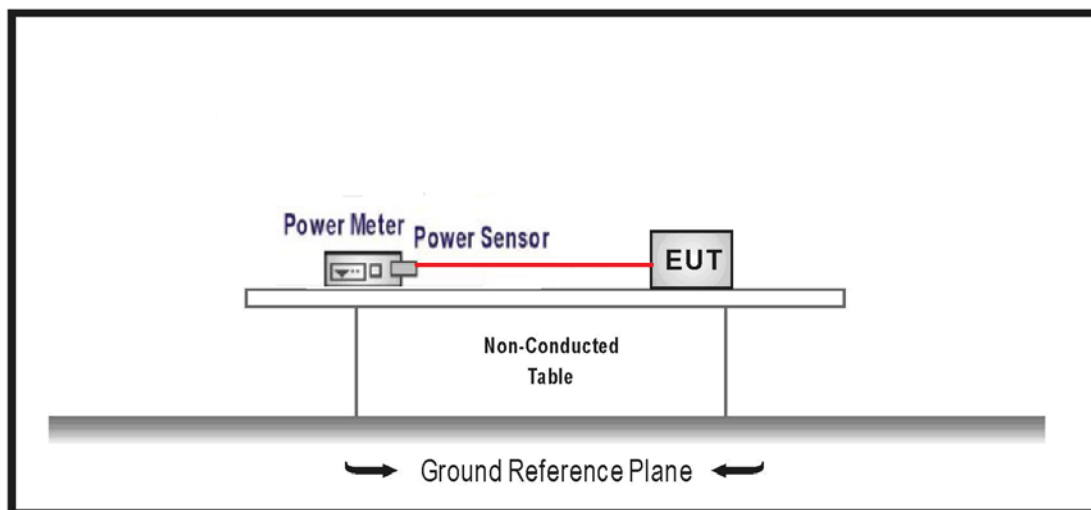 Power Meter
Power Sensor
EUT
Non-Conducted
Table
Ground Reference Plane